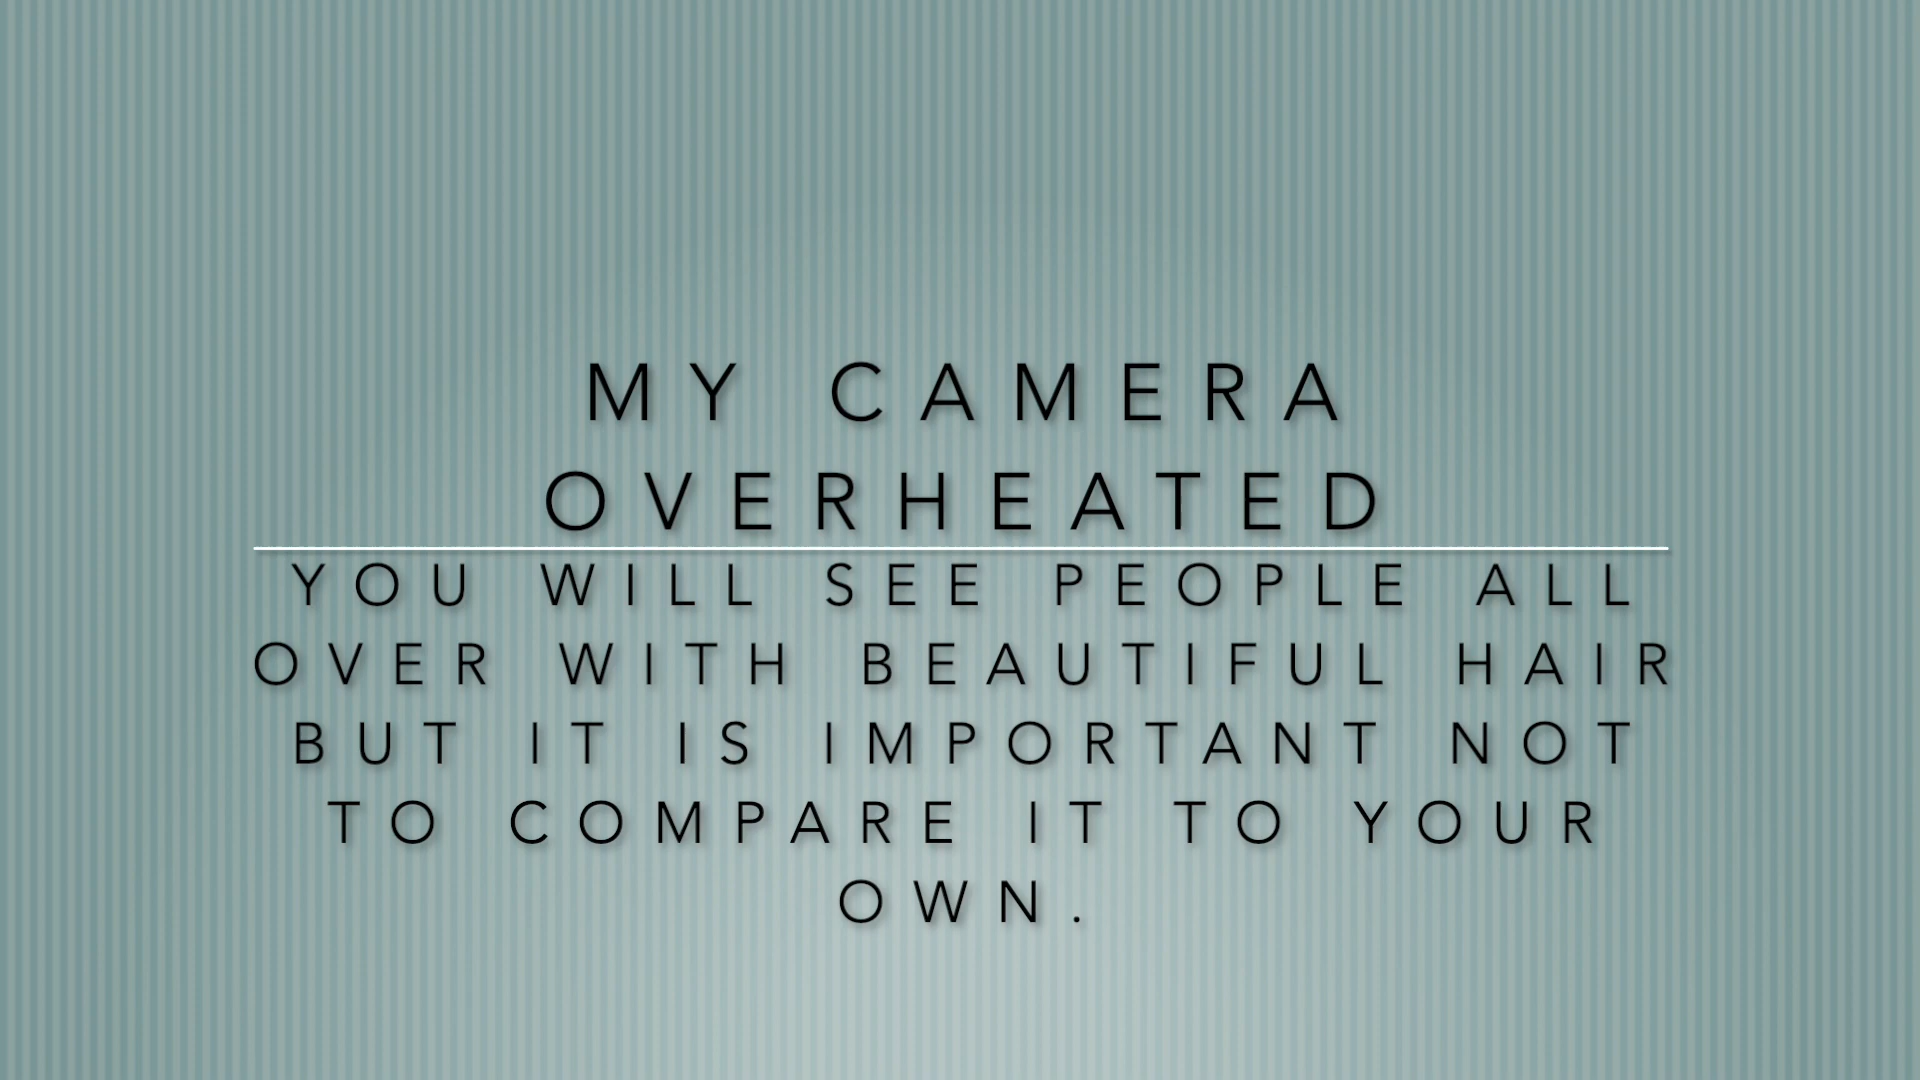 MY CAMERA
OVERHEATED
YOU WILL SEE PEOPLE ALL
OVER WITH BEAUTIFUL HAIR
BUT IT IS IMPORTANT NOT
TO COMPARE IT TO YOUR
OWN.